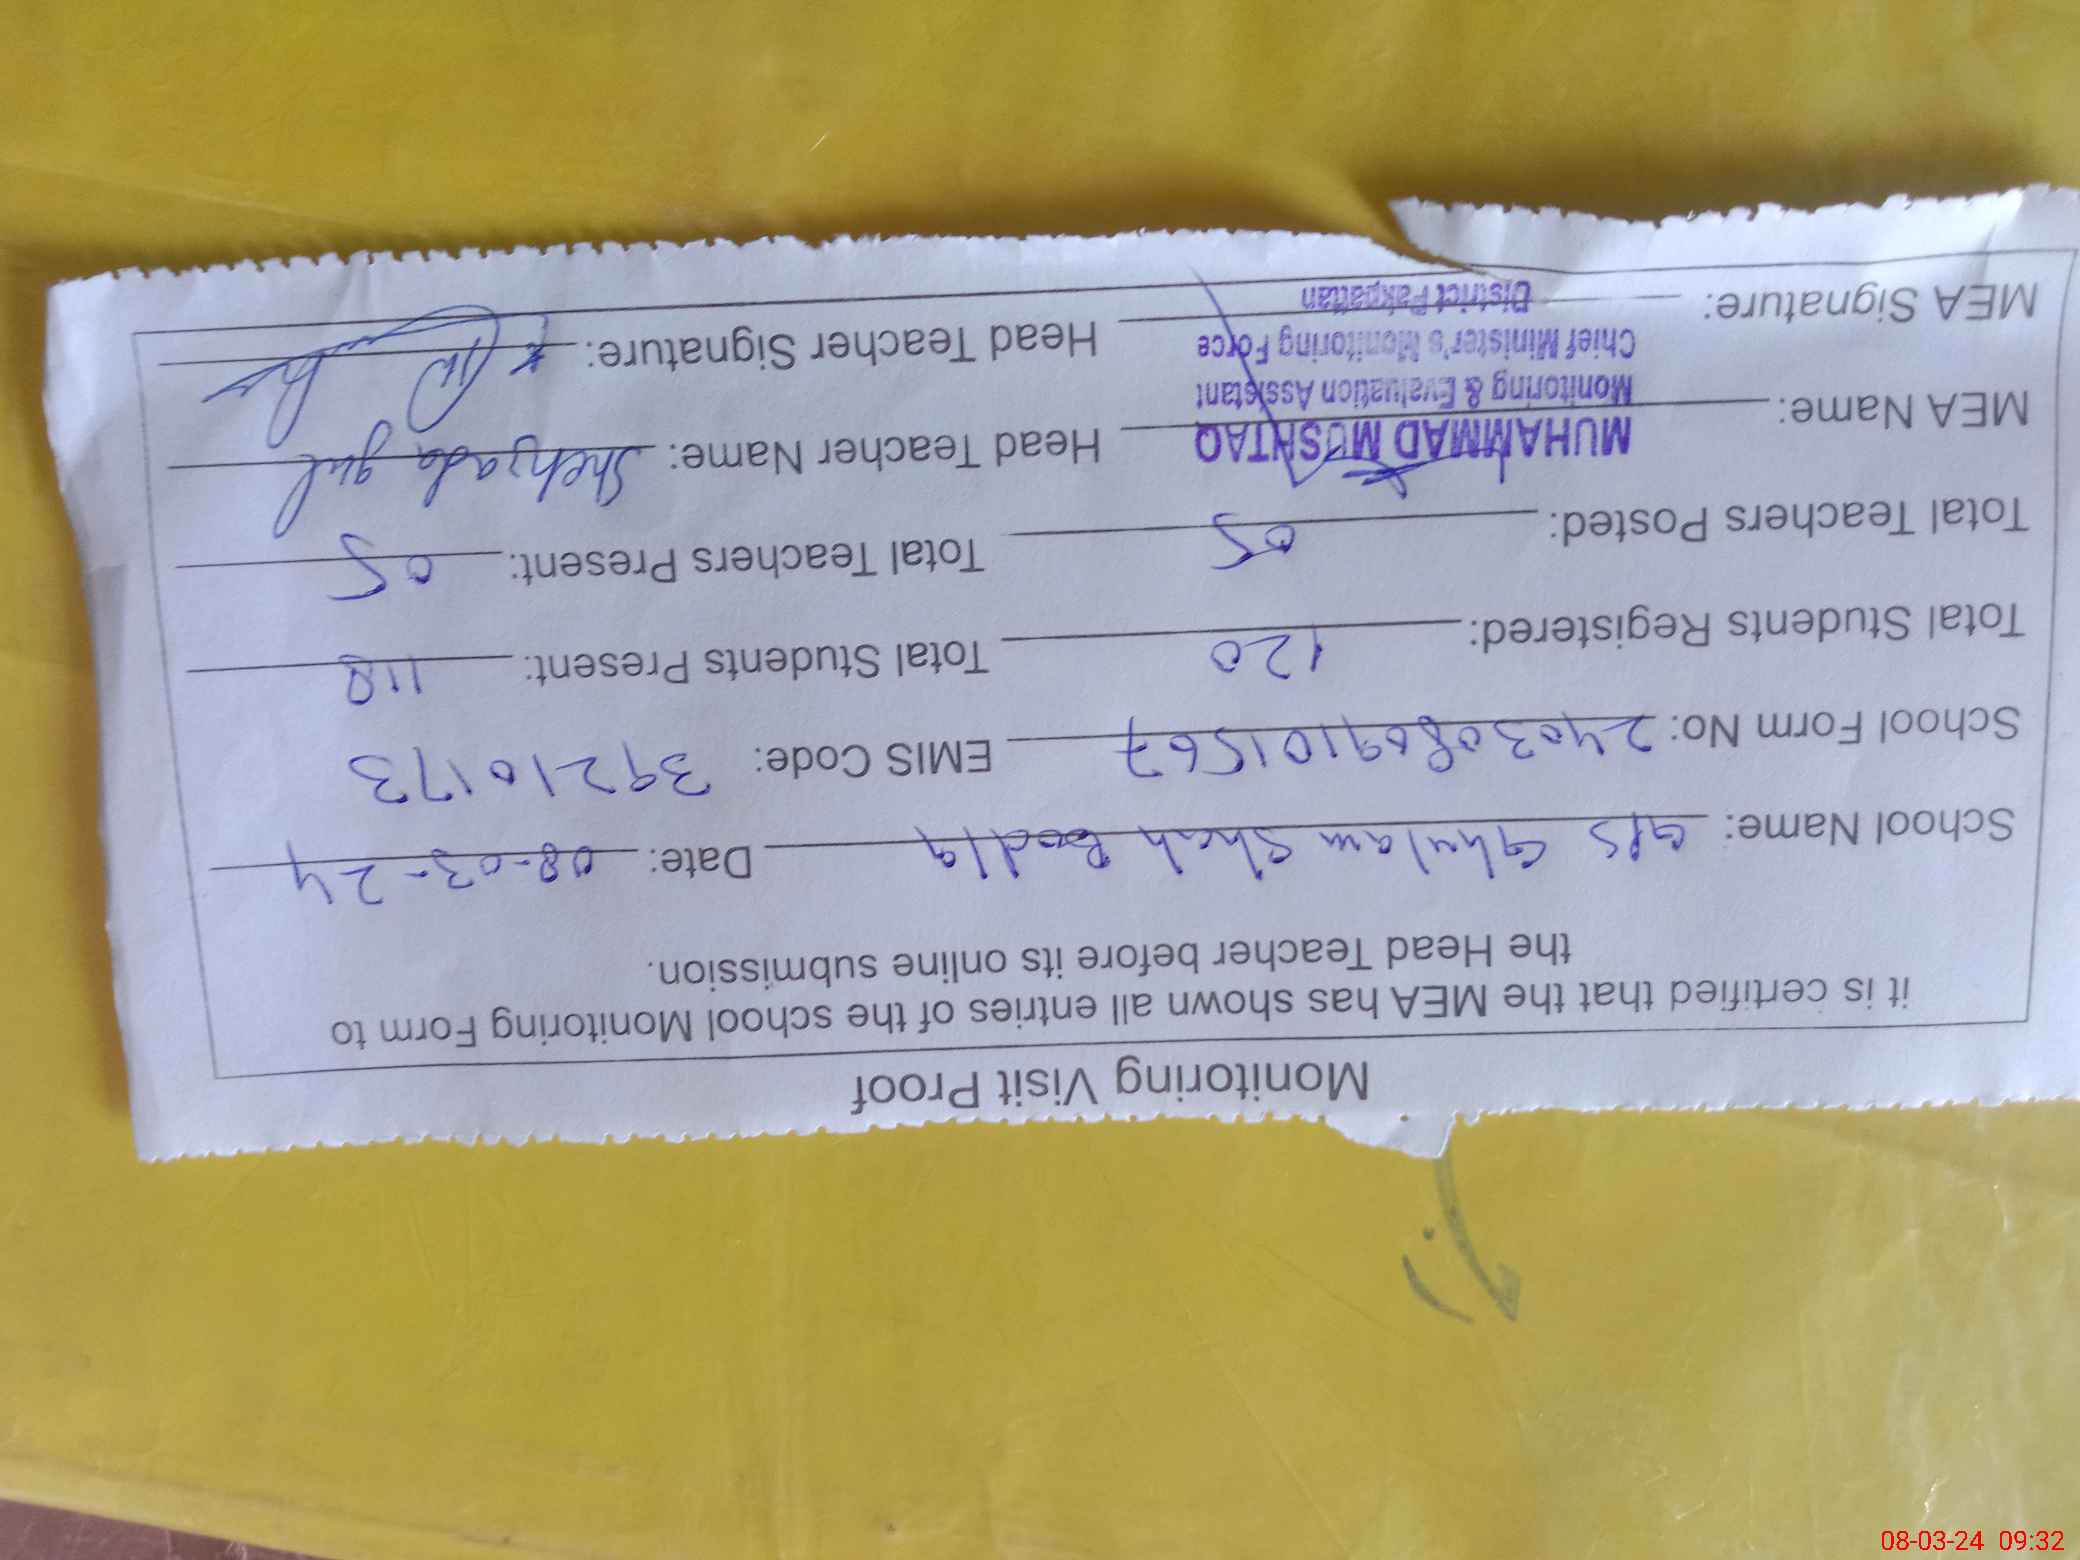 Monitoring Visit Proof
it is certified that the MEA has shown all entries of the school Monitoring Form to
the Head Teacher before its online submission.
School Name: GPS Ghulam Shah Bodla Date: 08-03-24
School Form No: 240308091101567 EMIS Code: 39210173
Total Students Registered: 120 Total Students Present: 118
Total Teachers Posted: 05 Total Teachers Present: 05
MEA Name: MUHAMMAD MUSHTAQ Head Teacher Name: Shehzada gul
Monitoring & Evaluation Assistant
Chief Minister's Monitoring Force
MEA Signature: District Pakpattan Head Teacher Signature:
08-03-24 09:32